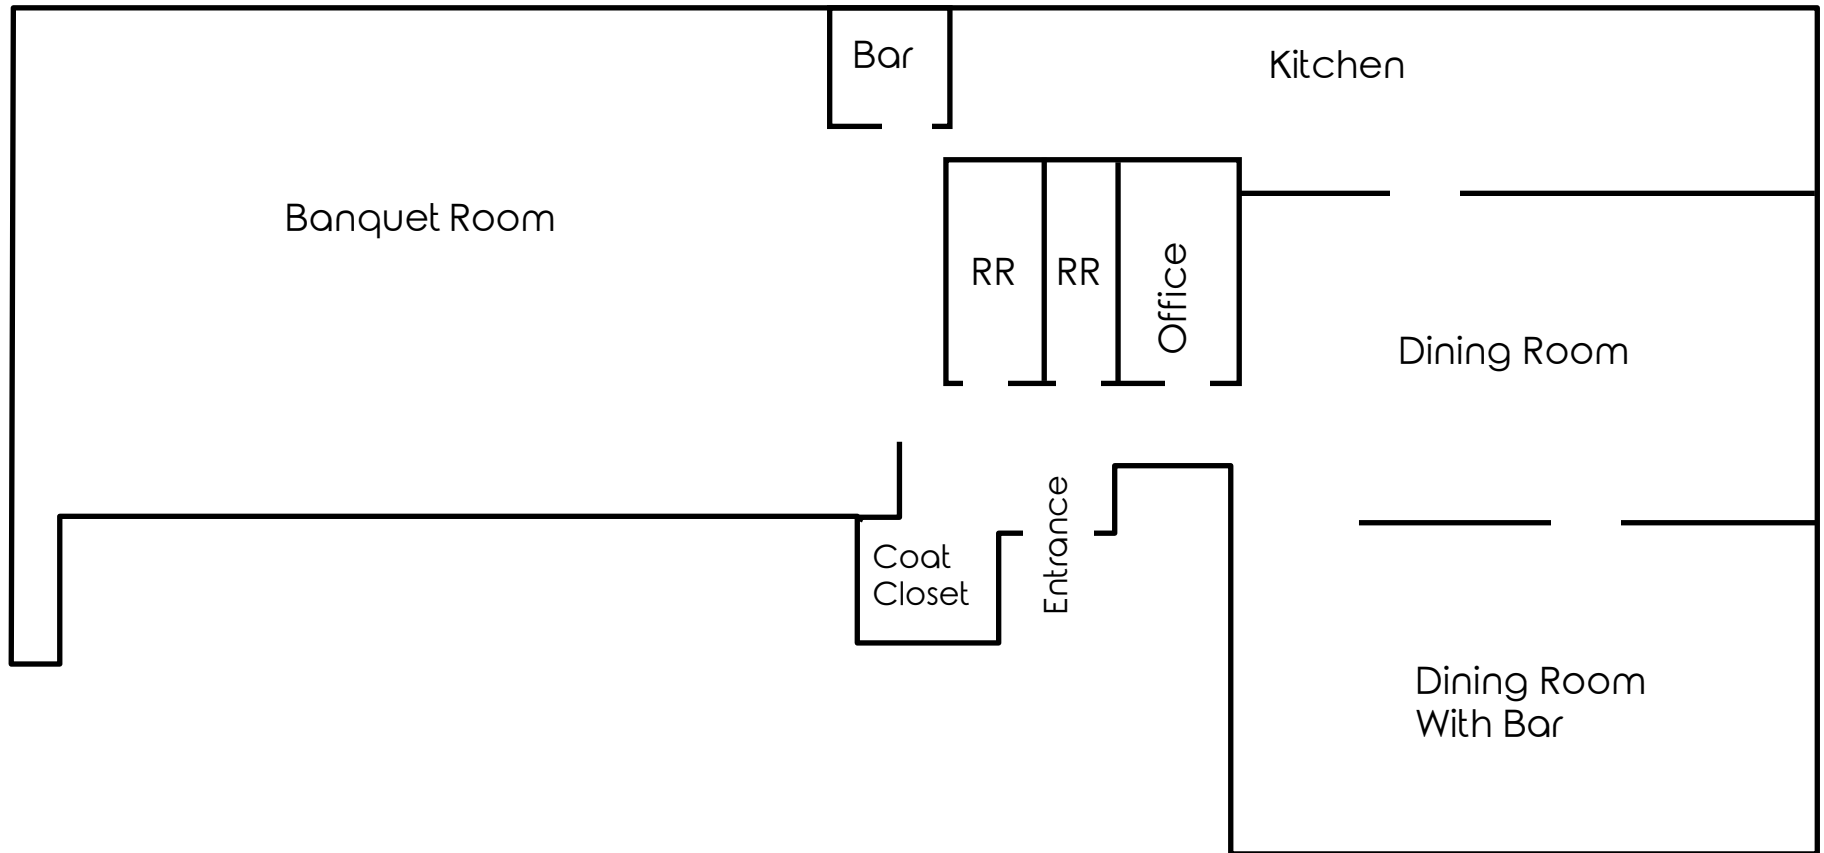 Bar
Kitchen
Banquet Room
RR
RR
Office
Dining Room
Entrance
Coat
Closet
Dining Room
With Bar